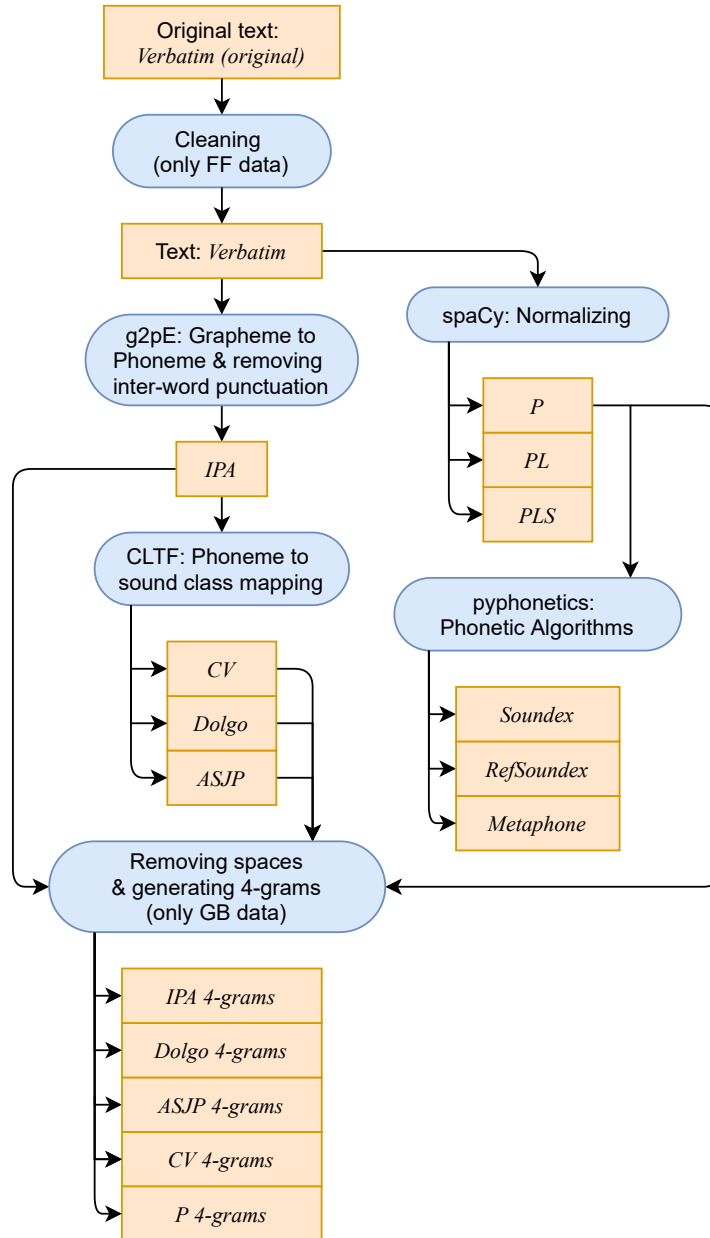 Original text:
Verbatim (original)
Cleaning
(only FF data)
Text: Verbatim
g2pE: Grapheme to
Phoneme & removing
inter-word punctuation
spaCy: Normalizing
P
PL
PLS
IPA
CLTF: Phoneme to
sound class mapping
pyphonetics:
Phonetic Algorithms
CV
Dolgo
ASJP
Soundex
RefSoundex
Metaphone
Removing spaces
& generating 4-grams
(only GB data)
IPA 4-grams
Dolgo 4-grams
ASJP 4-grams
CV 4-grams
P 4-grams